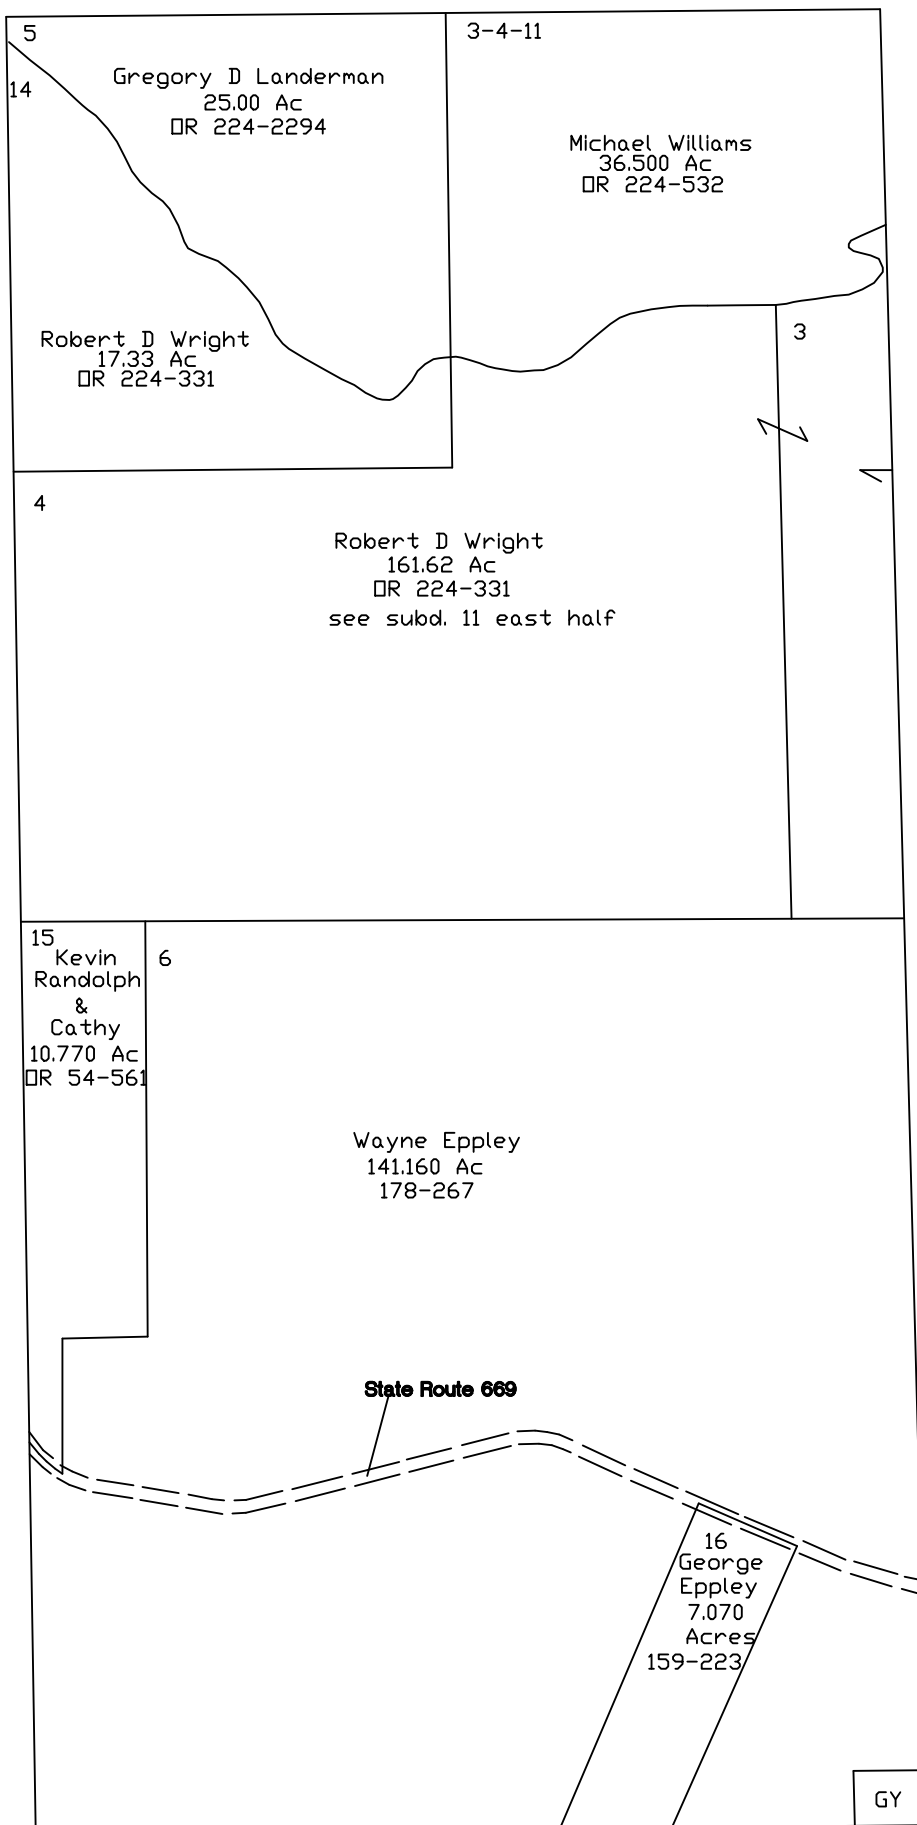 5
3-4-11
14
Gregory D Landerman
25.00 Ac
OR 224-2294
Michael Williams
36.500 Ac
OR 224-532
Robert D Wright
17.33 Ac
OR 224-331
3
4
Robert D Wright
161.62 Ac
OR 224-331
see subd. 11 east half
15
Kevin
Randolph
&
Cathy
10.770 Ac
OR 54-561
6
Wayne Eppley
141.160 Ac
178-267
State Route 669
16
George
Eppley
7.070
Acres
159-223
GY